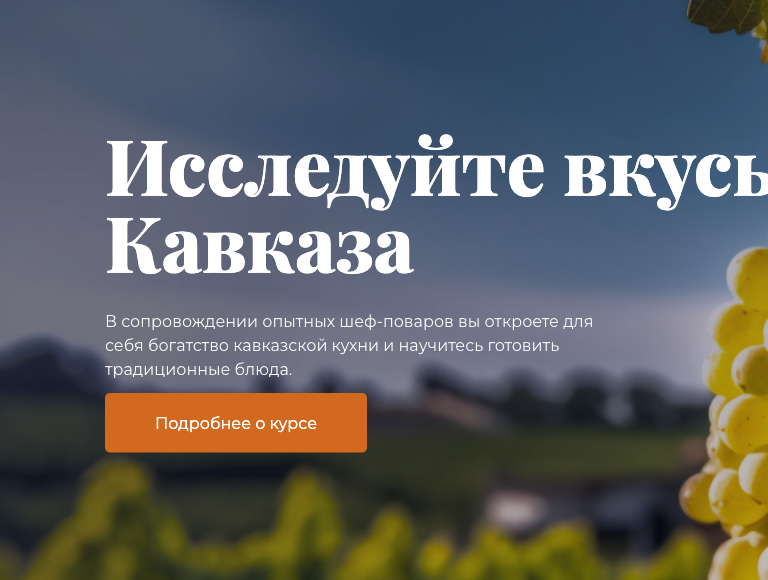 Исследуйте вкусы
Кавказа
В сопровождении опытных шеф-поваров вы откроете для
себя богатство кавказской кухни и научитесь готовить
традиционные блюда.
Подробнее о курсе